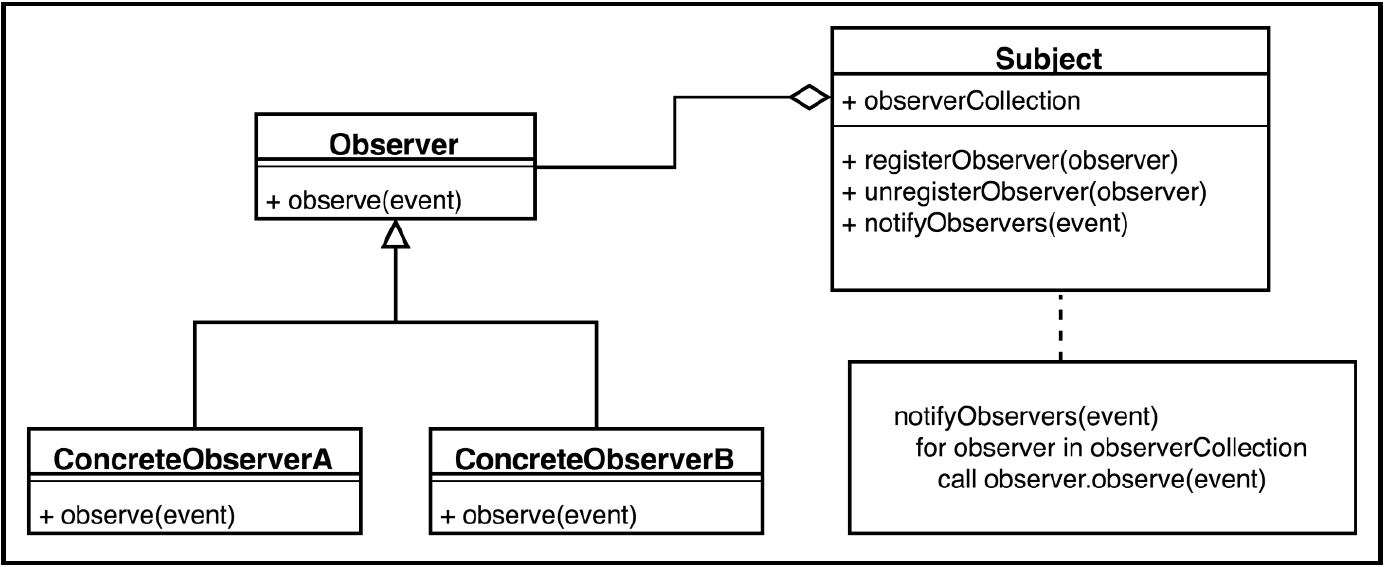 Subject
+ observerCollection
+ registerObserver(observer)
+ unregisterObserver(observer)
+ notifyObservers(event)
Observer
+ observe(event)
ConcreteObserverA
+ observe(event)
ConcreteObserverB
+ observe(event)
notifyObservers(event)
for observer in observerCollection
call observer.observe(event)